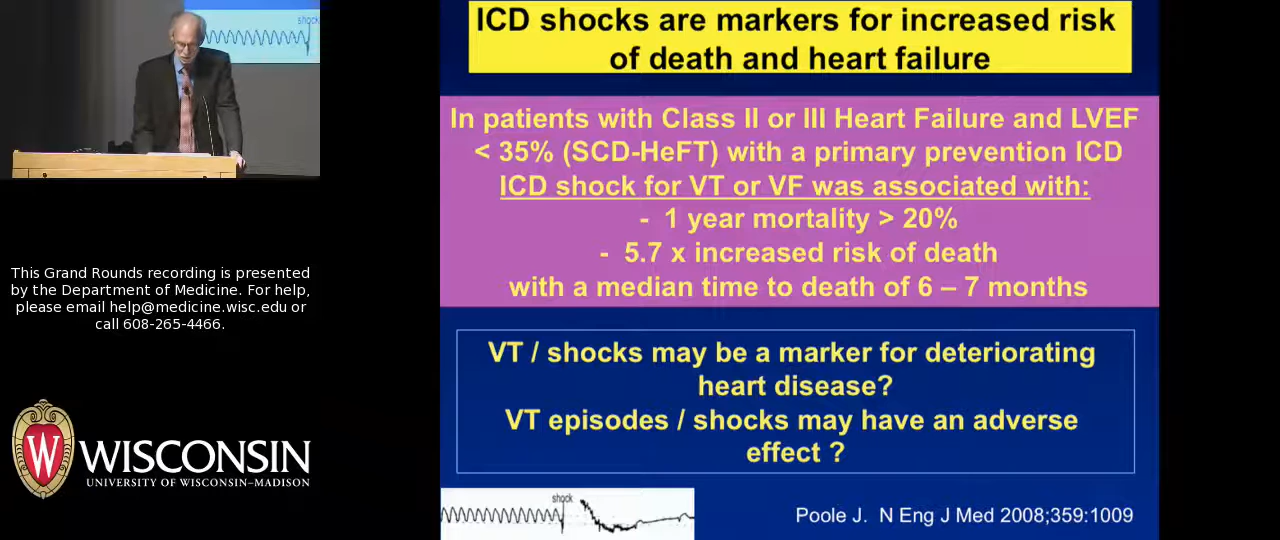 shock
This Grand Rounds recording is presented
by the Department of Medicine. For help,
please email help@medicine.wisc.edu or
call 608-265-4466.
W
WISCONSIN
UNIVERSITY OF WISCONSIN–MADISON
ICD shocks are markers for increased risk
of death and heart failure
In patients with Class II or III Heart Failure and LVEF
< 35% (SCD-HeFT) with a primary prevention ICD
ICD shock for VT or VF was associated with:
- 1 year mortality > 20%
- 5.7 x increased risk of death
with a median time to death of 6 – 7 months
VT / shocks may be a marker for deteriorating
heart disease?
VT episodes / shocks may have an adverse
effect ?
shock
Poole J. N Eng J Med 2008;359:1009